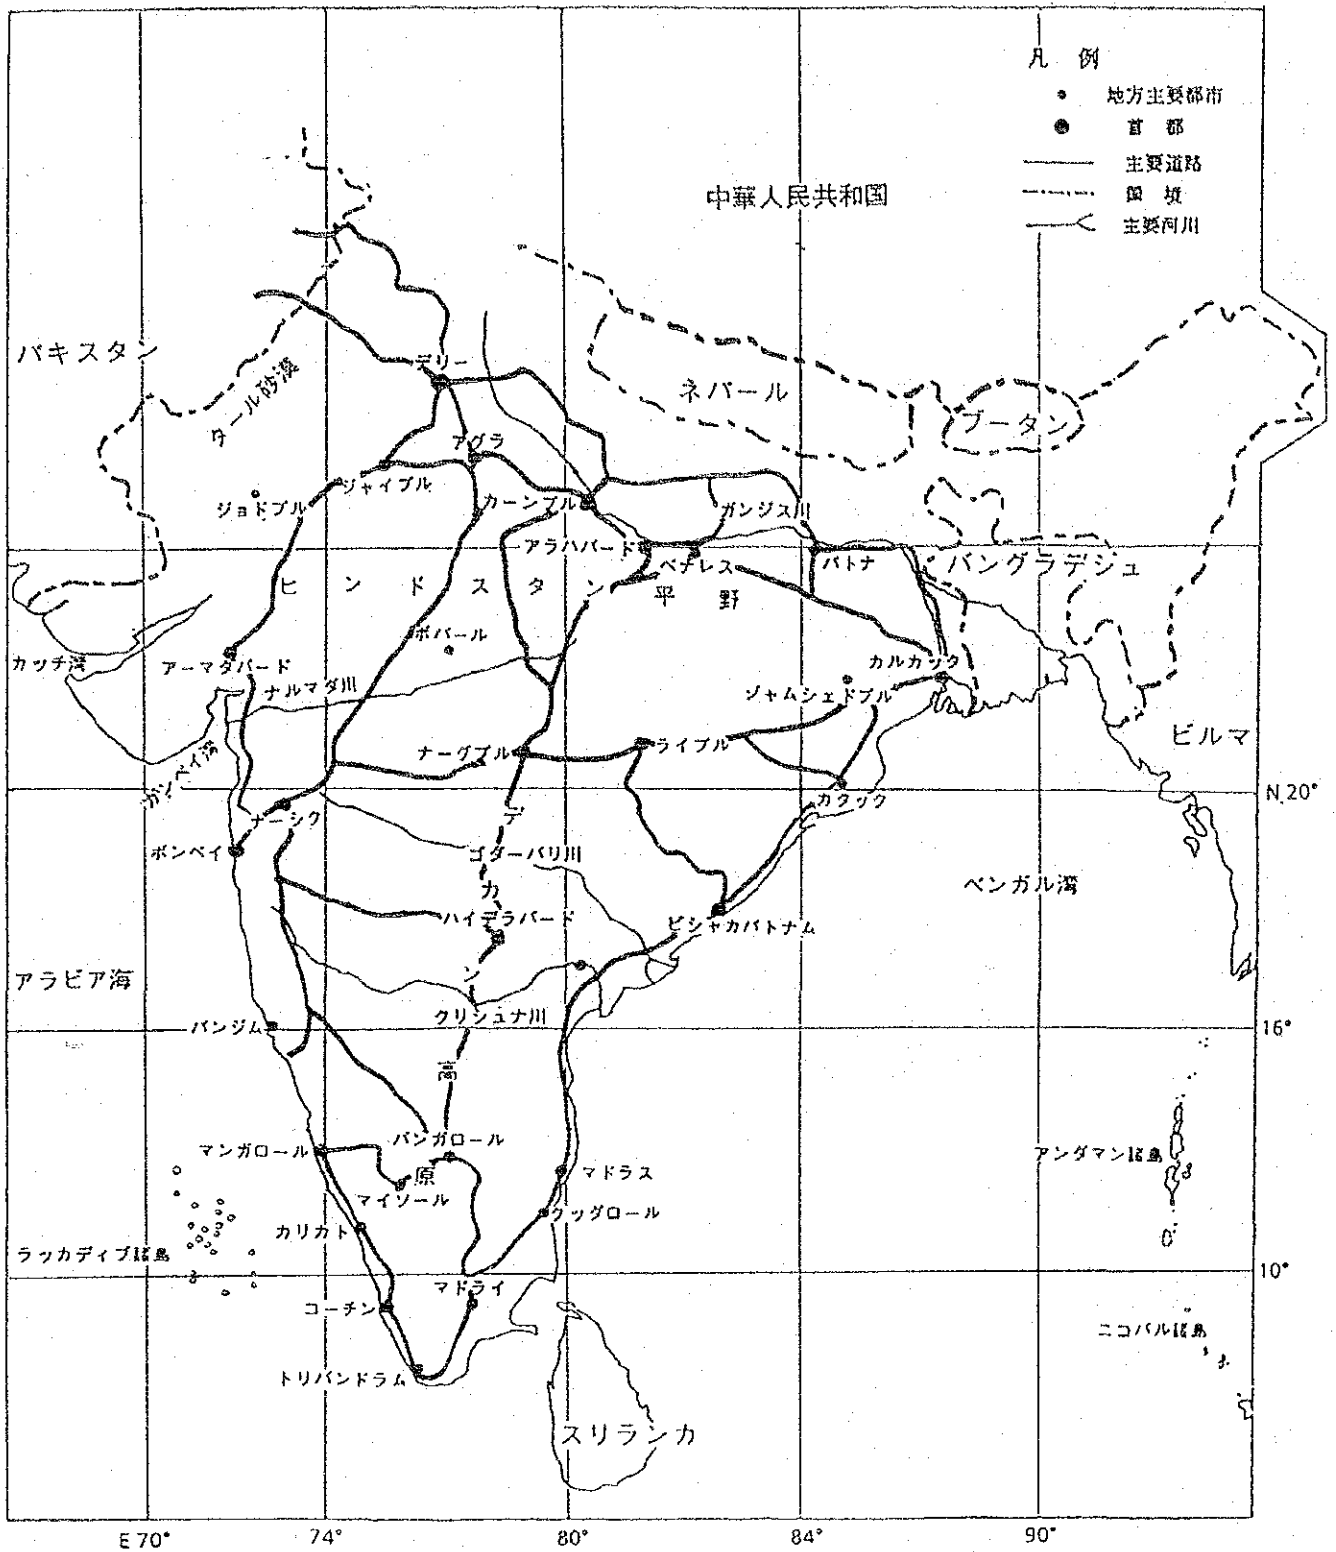 凡 例
地方主要都市
首 都
主要道路
国 境
主要河川
中華人民共和国
パキスタン
タール砂漠
デリー
ネパール
ブータン
アグラ
ジャイプル
ジョドプル
カーンプル
ガンジス川
アラハバード
ベナレス
パトナ
バングラデシュ
ヒンドスタン平野
ボパール
カッチ湾
アーマダバード
ナルマダ川
カルカック
ジャムシェドプル
ビルマ
カンベイ湾
ナーグプル
ライプル
N.20°
カタック
ナーシク
ボンベイ
デカン高原
ゴダーバリ川
ベンガル湾
ハイデラバード
ビシャカパトナム
アラビア海
クリシュナ川
パンジム
16°
マンガロール
バンガロール
アンダマン諸島
マドラス
マイソール
クッダロール
カリカト
ラッカディブ諸島
10°
マドライ
コーチン
ニコバル諸島
トリバンドラム
スリランカ
E 70°
74°
80°
84°
90°